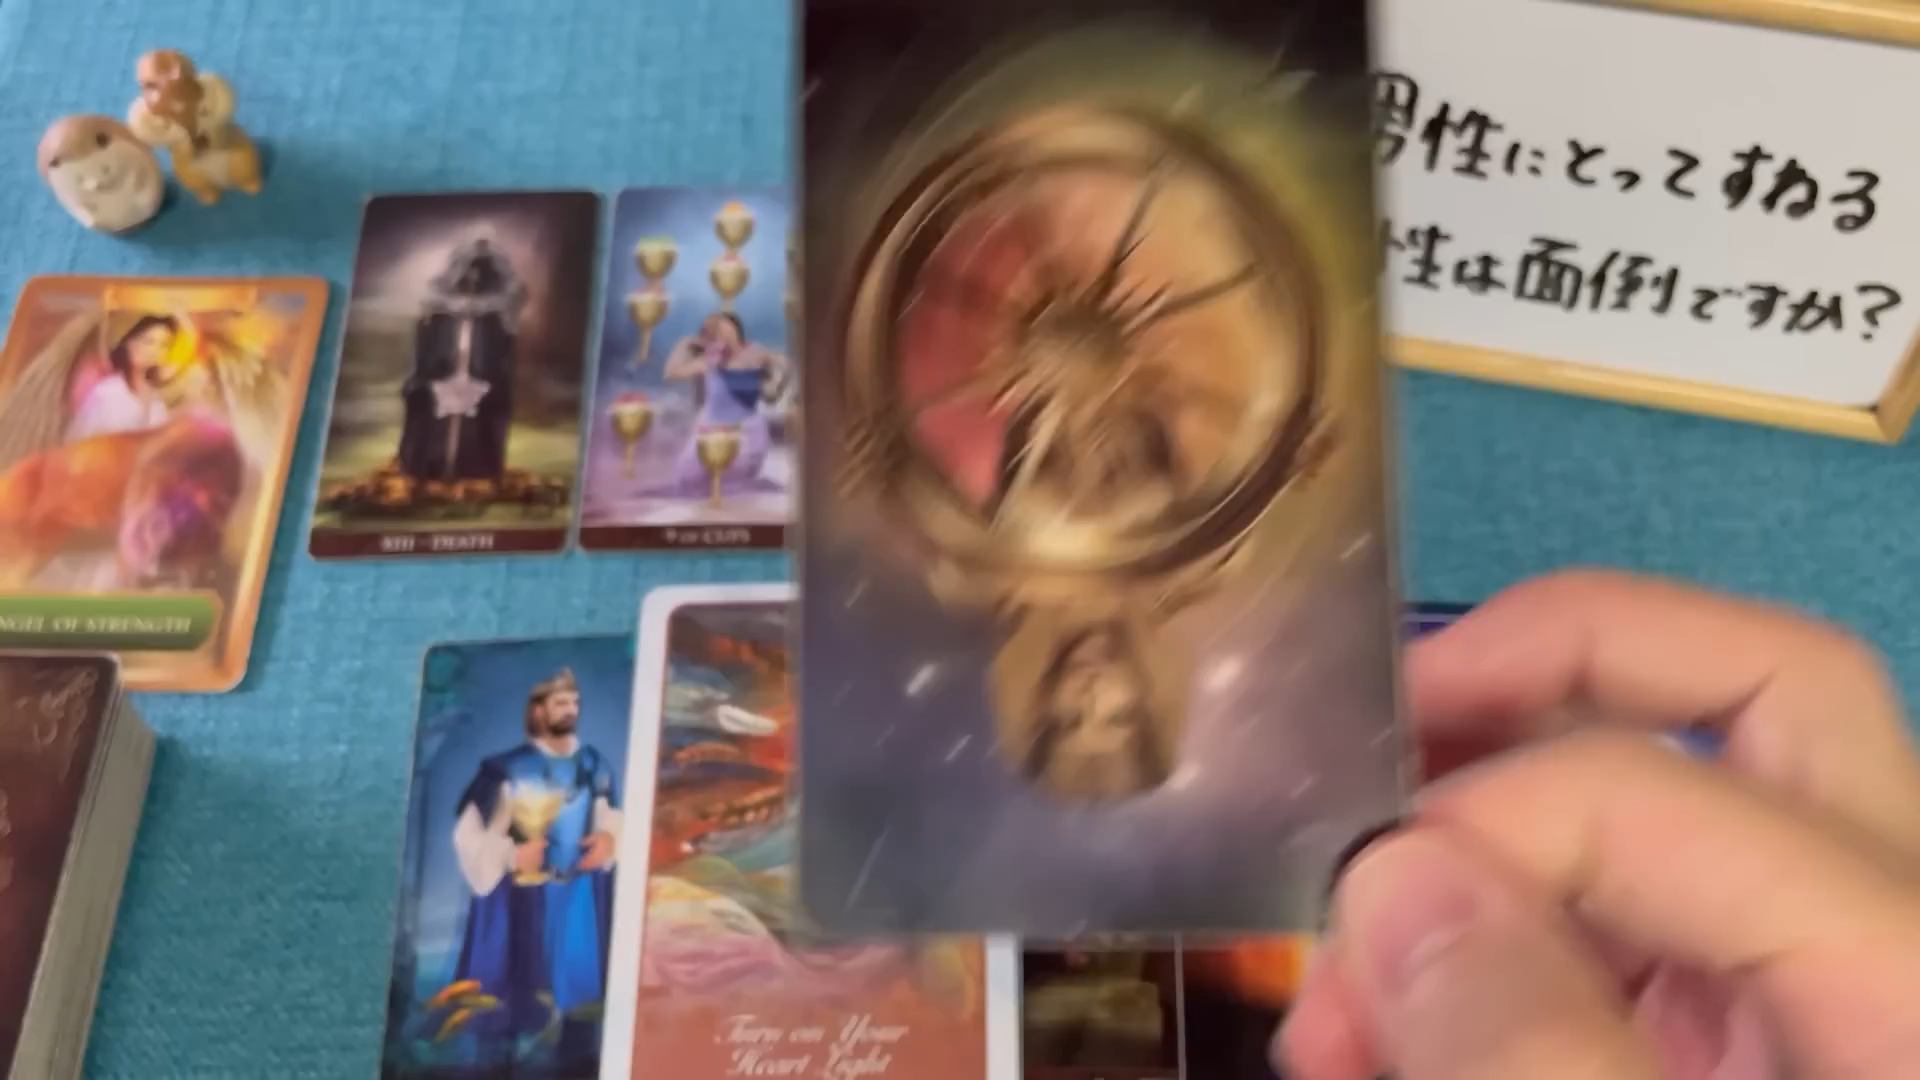 男性にとってすねる
性は面倒ですか?
XIII - DEATH
9 OF CUPS
ANGEL OF STRENGTH
Turn on Your
Heart Light